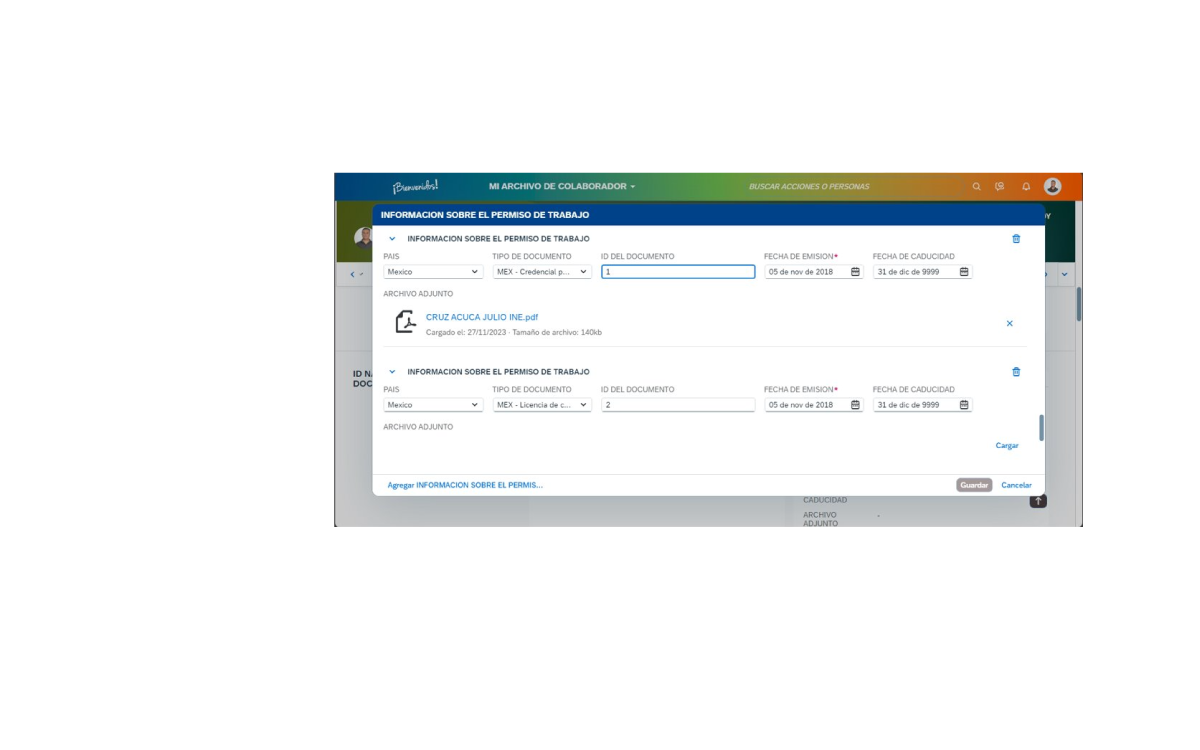 ¡Bienvenidos!
MI ARCHIVO DE COLABORADOR
BUSCAR ACCIONES O PERSONAS
INFORMACION SOBRE EL PERMISO DE TRABAJO
INFORMACION SOBRE EL PERMISO DE TRABAJO
PAIS TIPO DE DOCUMENTO ID DEL DOCUMENTO FECHA DE EMISION* FECHA DE CADUCIDAD
Mexico MEX - Credencial p... 1 05 de nov de 2018 31 de dic de 9999
ARCHIVO ADJUNTO
CRUZ ACUCA JULIO INE.pdf
Cargado el: 27/11/2023 · Tamaño de archivo: 140kb
ID N
DOC
INFORMACION SOBRE EL PERMISO DE TRABAJO
PAIS TIPO DE DOCUMENTO ID DEL DOCUMENTO FECHA DE EMISION* FECHA DE CADUCIDAD
Mexico MEX - Licencia de c... 2 05 de nov de 2018 31 de dic de 9999
ARCHIVO ADJUNTO
Cargar
Agregar INFORMACION SOBRE EL PERMIS... Guardar Cancelar
CADUCIDAD
ARCHIVO -
ADJUNTO